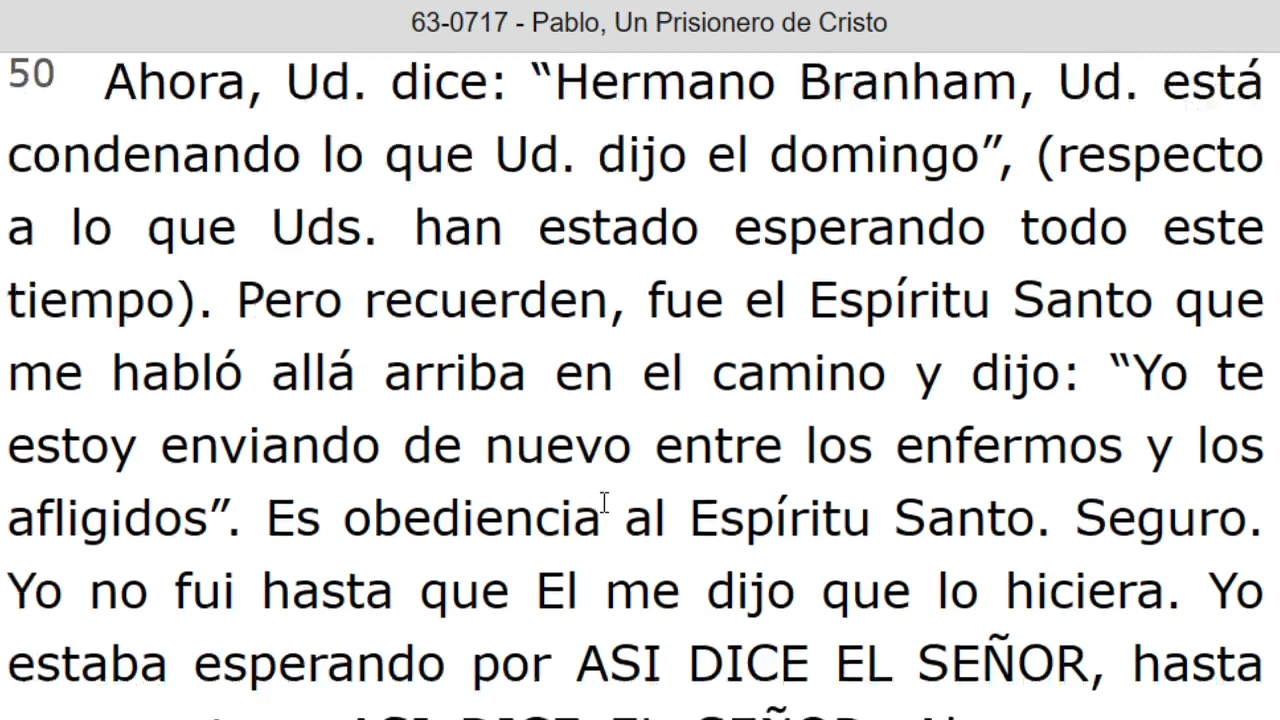 63-0717 - Pablo, Un Prisionero de Cristo
50 Ahora, Ud. dice: “Hermano Branham, Ud. está
condenando lo que Ud. dijo el domingo”, (respecto
a lo que Uds. han estado esperando todo este
tiempo). Pero recuerden, fue el Espíritu Santo que
me habló allá arriba en el camino y dijo: “Yo te
estoy enviando de nuevo entre los enfermos y los
afligidos”. Es obediencia al Espíritu Santo. Seguro.
Yo no fui hasta que El me dijo que lo hiciera. Yo
estaba esperando por ASI DICE EL SEÑOR, hasta
ASI DICE EL SEÑOR.